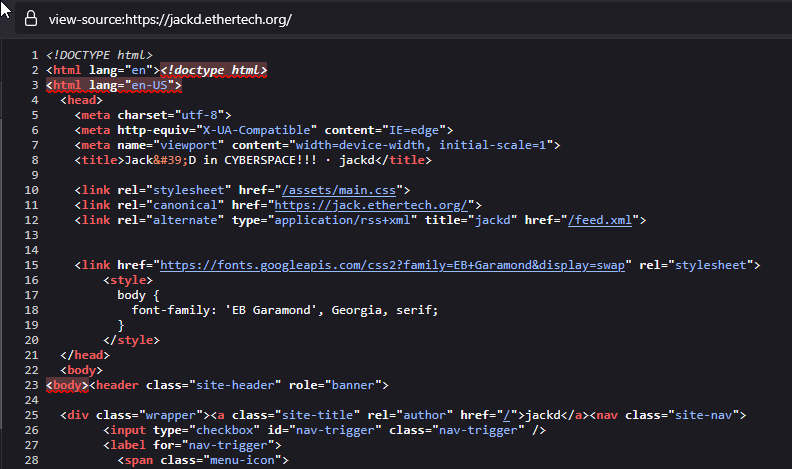 view-source:https://jackd.ethertech.org/
1 <!DOCTYPE html>
2 <html lang="en"><!doctype html>
3 <html lang="en-US">
4 <head>
5 <meta charset="utf-8">
6 <meta http-equiv="X-UA-Compatible" content="IE=edge">
7 <meta name="viewport" content="width=device-width, initial-scale=1">
8 <title>Jack&#39;D in CYBERSPACE!!! · jackd</title>
9
10 <link rel="stylesheet" href="/assets/main.css">
11 <link rel="canonical" href="https://jack.ethertech.org/">
12 <link rel="alternate" type="application/rss+xml" title="jackd" href="/feed.xml">
13
14
15 <link href="https://fonts.googleapis.com/css2?family=EB+Garamond&display=swap" rel="stylesheet">
16 <style>
17 body {
18 font-family: 'EB Garamond', Georgia, serif;
19 }
20 </style>
21 </head>
22 <body>
23 <body><header class="site-header" role="banner">
24
25 <div class="wrapper"><a class="site-title" rel="author" href="/">jackd</a><nav class="site-nav">
26 <input type="checkbox" id="nav-trigger" class="nav-trigger" />
27 <label for="nav-trigger">
28 <span class="menu-icon">